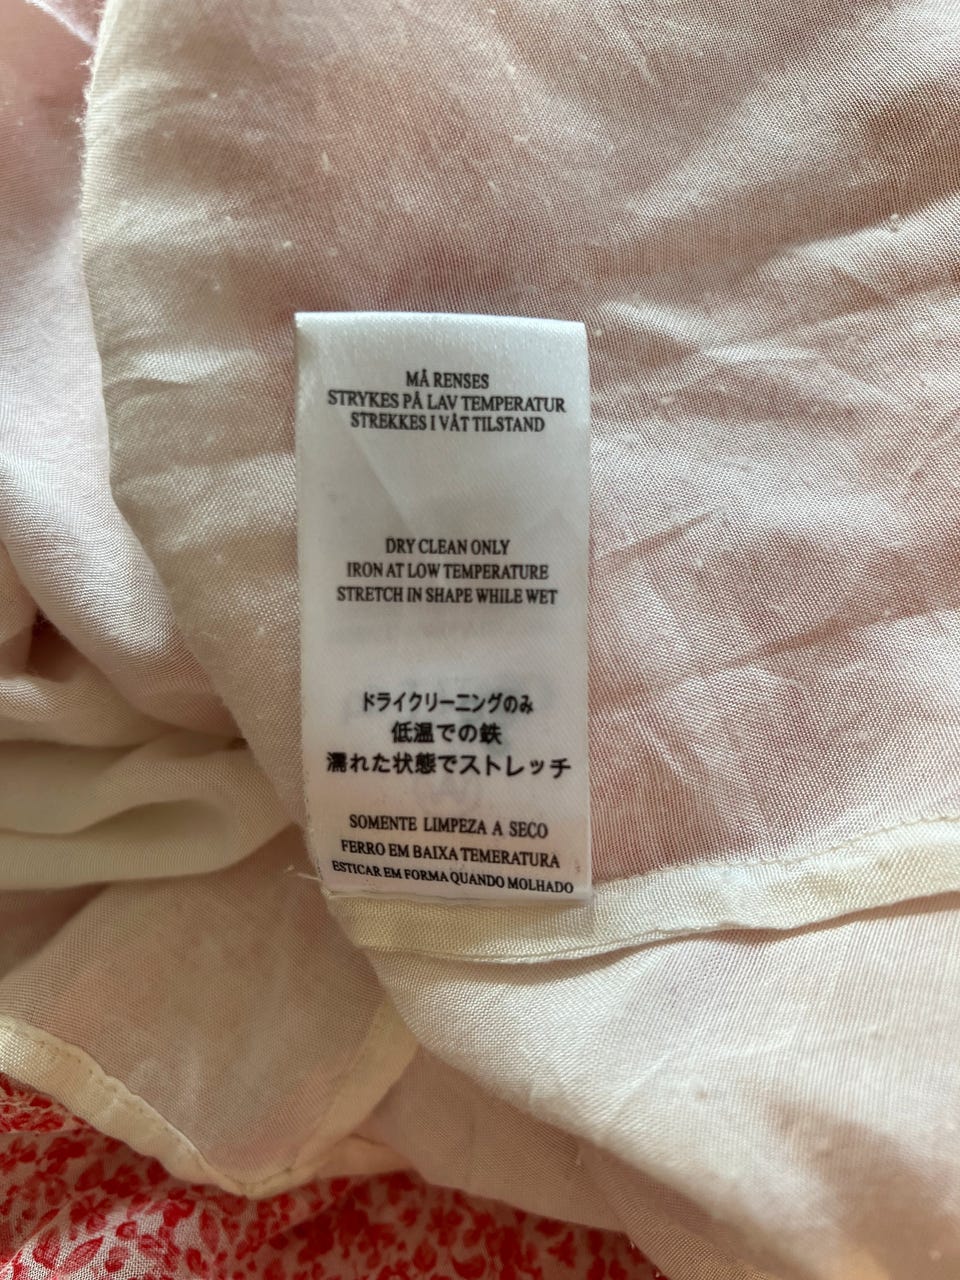 MÅ RENSES
STRYKES PÅ LAV TEMPERATUR
STREKKES I VÅT TILSTAND
DRY CLEAN ONLY
IRON AT LOW TEMPERATURE
STRETCH IN SHAPE WHILE WET
ドライクリーニングのみ
低温での鉄
濡れた状態でストレッチ
SOMENTE LIMPEZA A SECO
FERRO EM BAIXA TEMERATURA
ESTICAR EM FORMA QUANDO MOLHADO